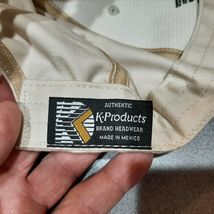 AUTHENTIC
K-Products
BRAND HEADWEAR
MADE IN MEXICO